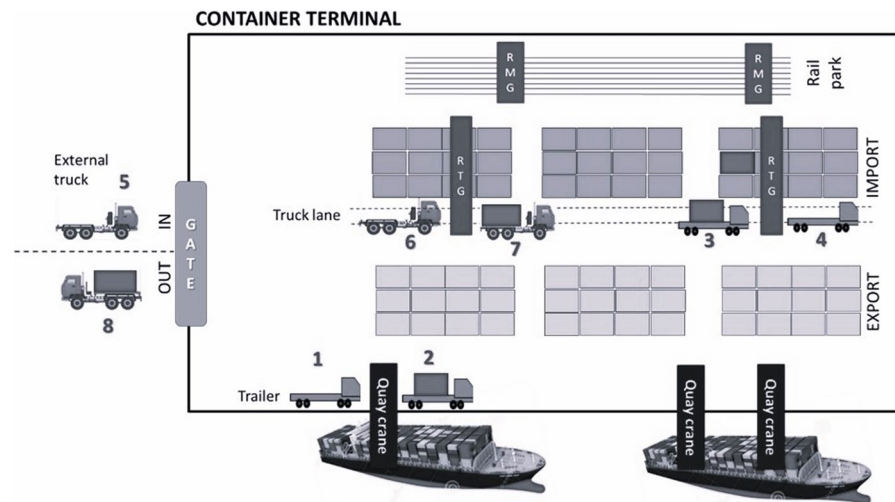 CONTAINER TERMINAL
RMG
RMG
Rail
park
External
truck
5
IN
GATE
OUT
8
RTG
RTG
IMPORT
Truck lane
6
7
3
4
EXPORT
1
2
Trailer
Quay crane
Quay crane
Quay crane